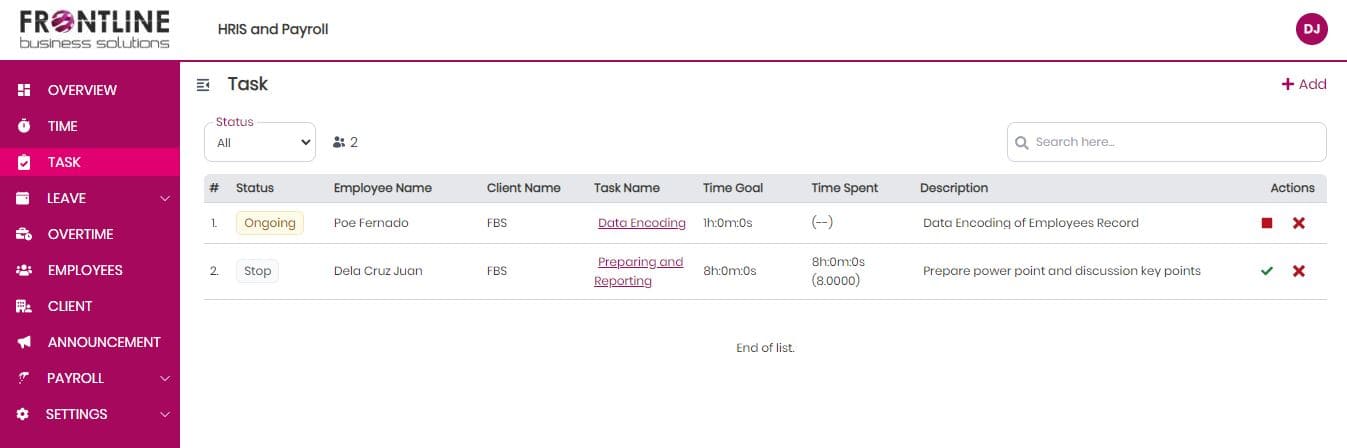 FRONTLINE
business solutions
HRIS and Payroll
DJ
OVERVIEW
TIME
TASK
LEAVE
OVERTIME
EMPLOYEES
CLIENT
ANNOUNCEMENT
PAYROLL
SETTINGS
Task
Add
Status
All
2
Search here...
# Status Employee Name Client Name Task Name Time Goal Time Spent Description Actions
1. Ongoing Poe Fernado FBS Data Encoding 1h:0m:0s (--) Data Encoding of Employees Record
2. Stop Dela Cruz Juan FBS Preparing and Reporting 8h:0m:0s 8h:0m:0s (8.0000) Prepare power point and discussion key points
End of list.